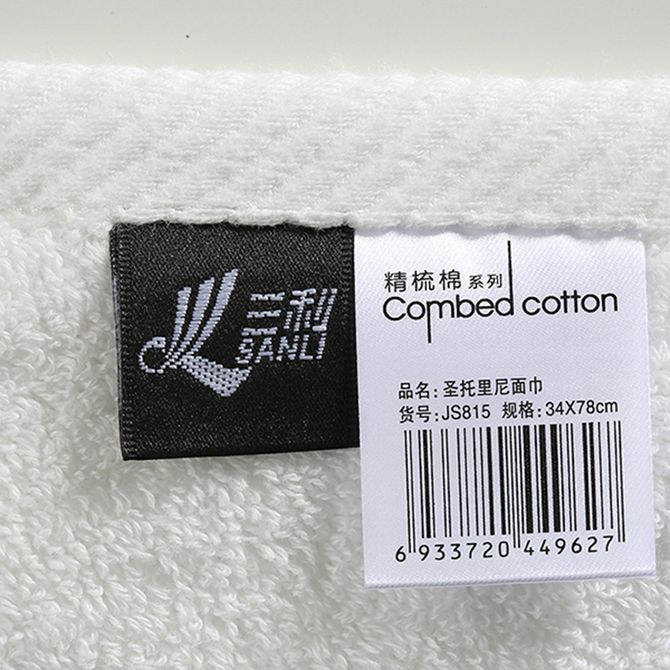 三利
SANLI
精梳棉 系列
Combed cotton
品名: 圣托里尼面巾
货号: JS815 规格: 34X78cm
6 933720 449627